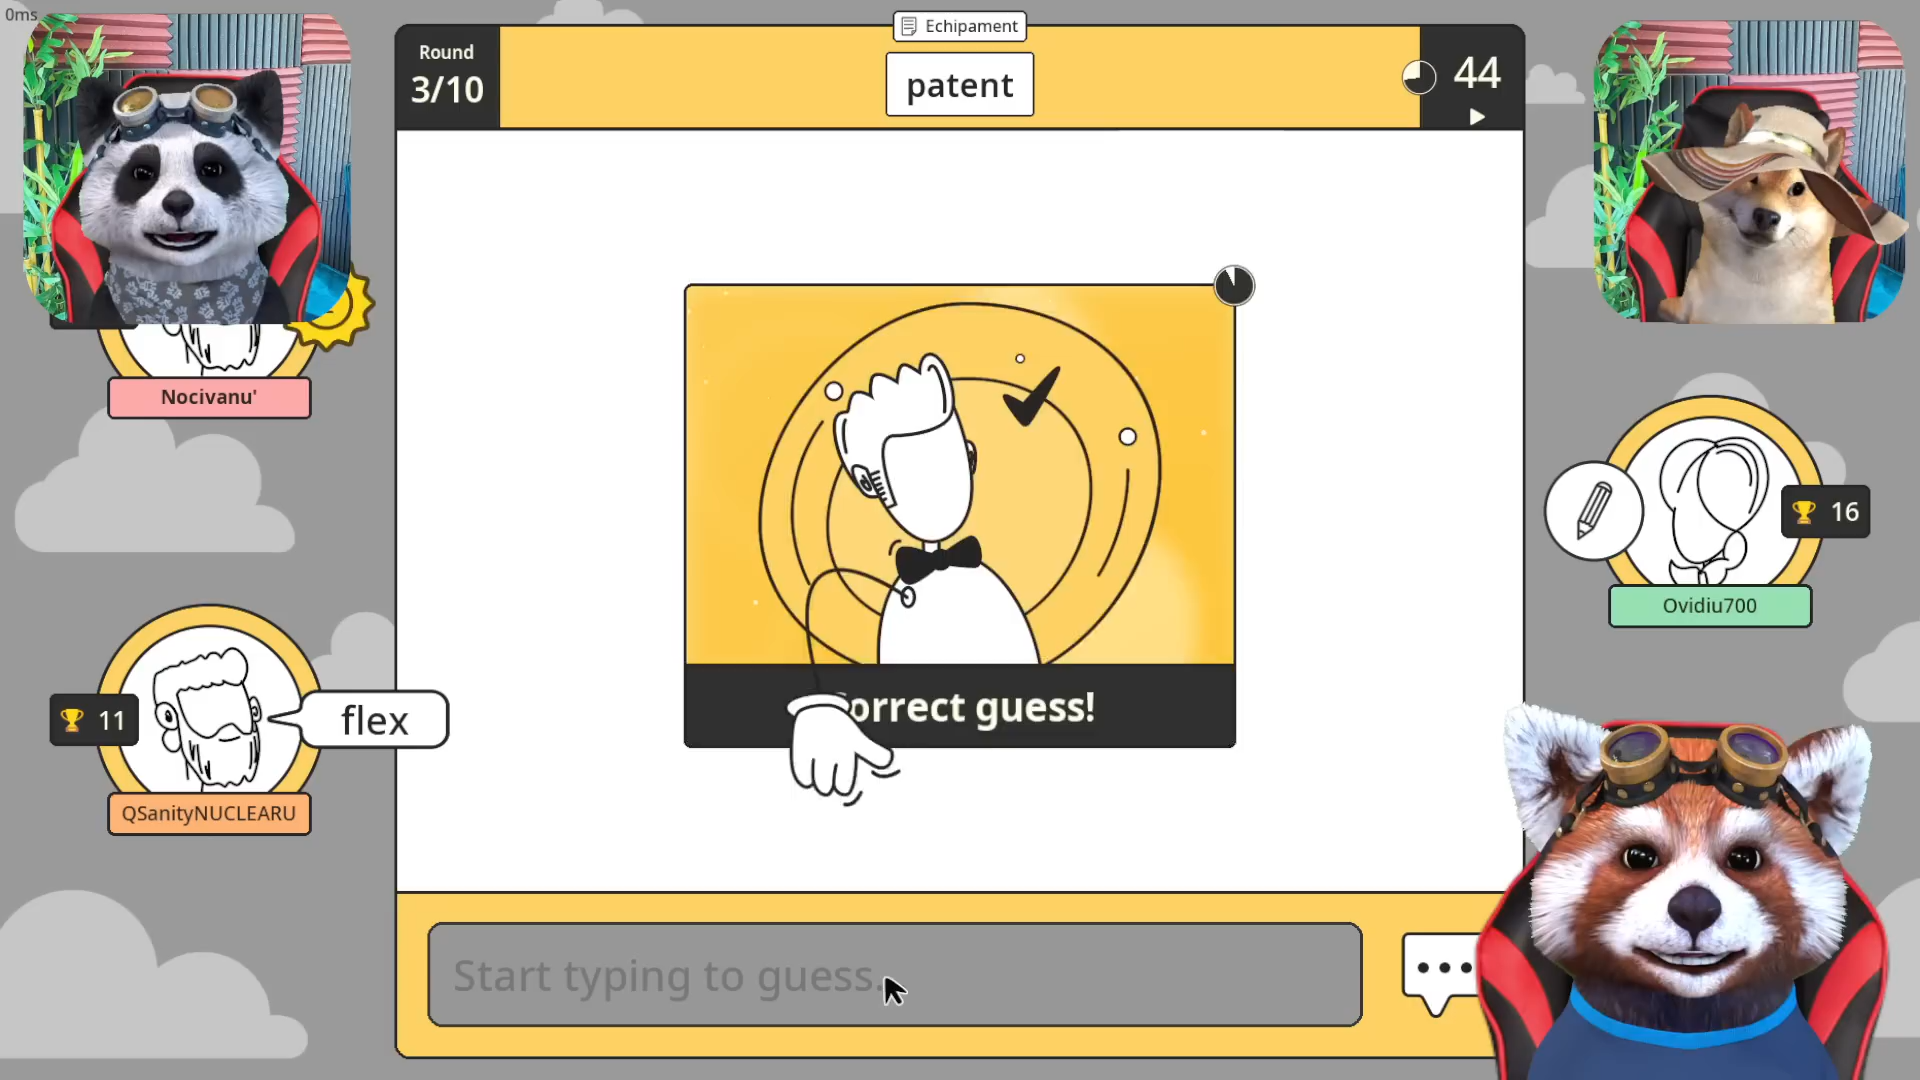 0ms
Round
3/10
Echipament
patent
44
Nocivanu'
16
Ovidiu700
11
flex
QSanityNUCLEARU
orrect guess!
Start typing to guess.